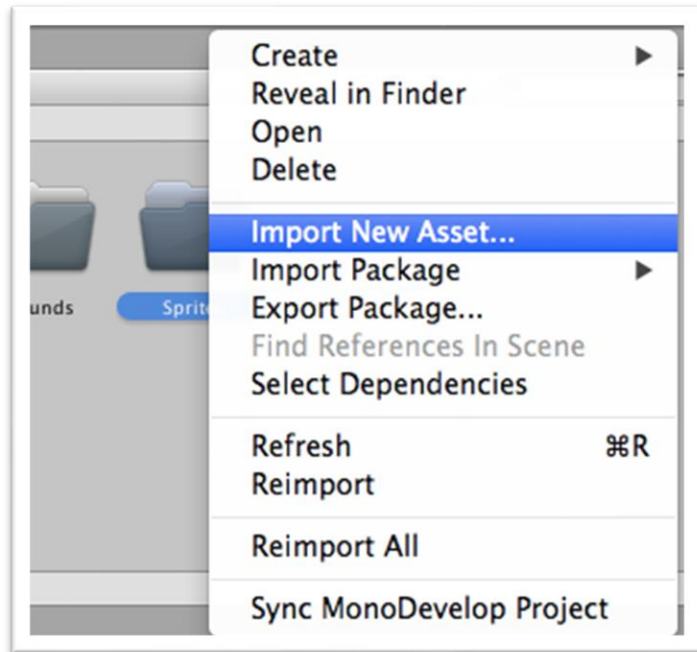 Create
Reveal in Finder
Open
Delete
Import New Asset...
Import Package
unds
Export Package...
Sprite
Find References In Scene
Select Dependencies
Refresh ⌘R
Reimport
Reimport All
Sync MonoDevelop Project